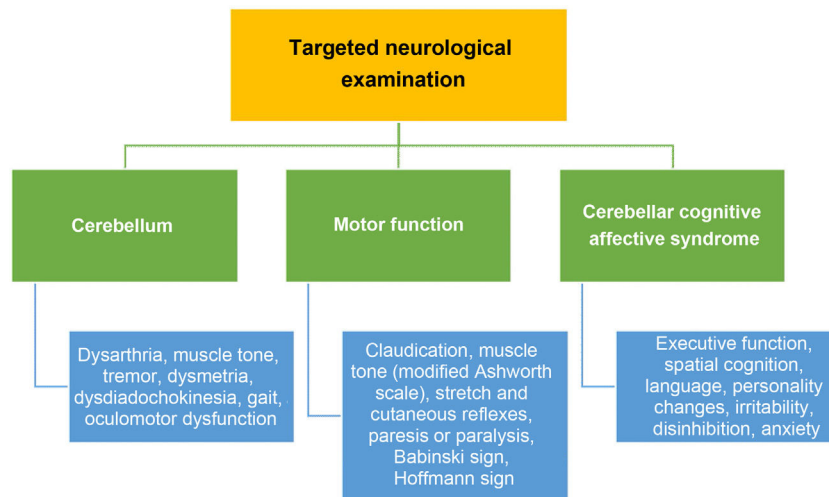 Targeted neurological
examination
Cerebellum
Motor function
Cerebellar cognitive
affective syndrome
Dysarthria, muscle tone,
tremor, dysmetria,
dysdiadochokinesia, gait,
oculomotor dysfunction
Claudication, muscle
tone (modified Ashworth
scale), stretch and
cutaneous reflexes,
paresis or paralysis,
Babinski sign,
Hoffmann sign
Executive function,
spatial cognition,
language, personality
changes, irritability,
disinhibition, anxiety